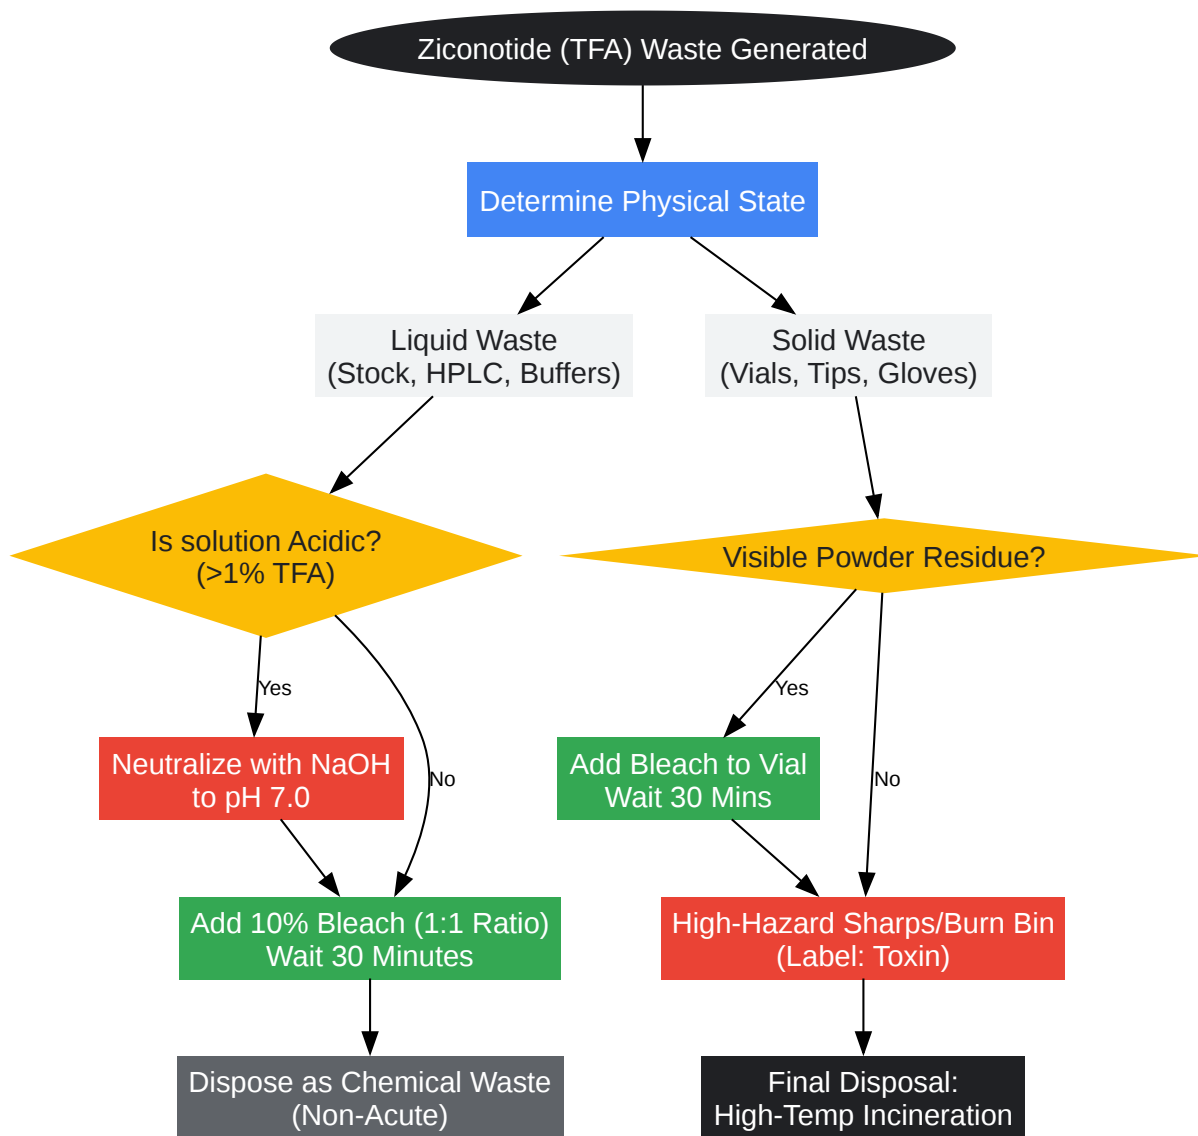 Ziconotide (TFA) Waste Generated
Determine Physical State
Liquid Waste
(Stock, HPLC, Buffers)
Solid Waste
(Vials, Tips, Gloves)
Is solution Acidic?
(>1% TFA)
Visible Powder Residue?
Yes
Yes
Neutralize with NaOH
to pH 7.0
No
Add Bleach to Vial
Wait 30 Mins
No
Add 10% Bleach (1:1 Ratio)
Wait 30 Minutes
High-Hazard Sharps/Burn Bin
(Label: Toxin)
Dispose as Chemical Waste
(Non-Acute)
Final Disposal:
High-Temp Incineration